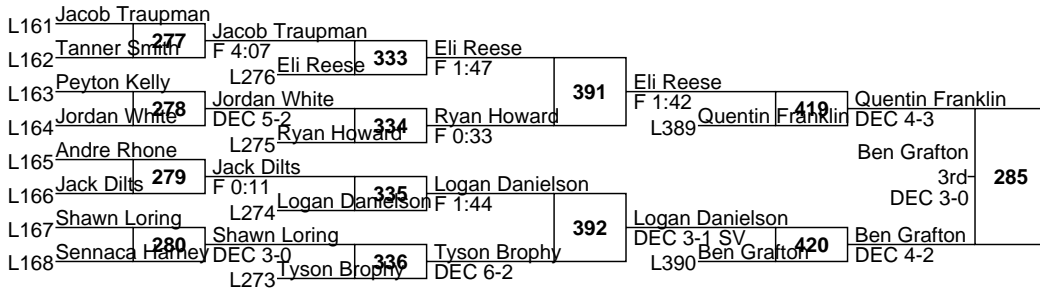 L161 Jacob Traupman
277 Jacob Traupman
L162 Tanner Smith F 4:07
333 Eli Reese
L276 Eli Reese F 1:47
L163 Peyton Kelly
391 Eli Reese
278 Jordan White F 1:42
L164 Jordan White DEC 5-2
334 Ryan Howard
L275 Ryan Howard F 0:33
L389 Quentin Franklin 419 Quentin Franklin
DEC 4-3
L165 Andre Rhone
279 Jack Dilts
L166 Jack Dilts F 0:11
335 Logan Danielson
L274 Logan Danielson F 1:44
Ben Grafton
3rd 285
DEC 3-0
L167 Shawn Loring
392 Logan Danielson
280 Shawn Loring DEC 3-1 SV
L168 Sennaca Harney DEC 3-0
336 Tyson Brophy
L273 Tyson Brophy DEC 6-2
L390 Ben Grafton 420 Ben Grafton
DEC 4-2